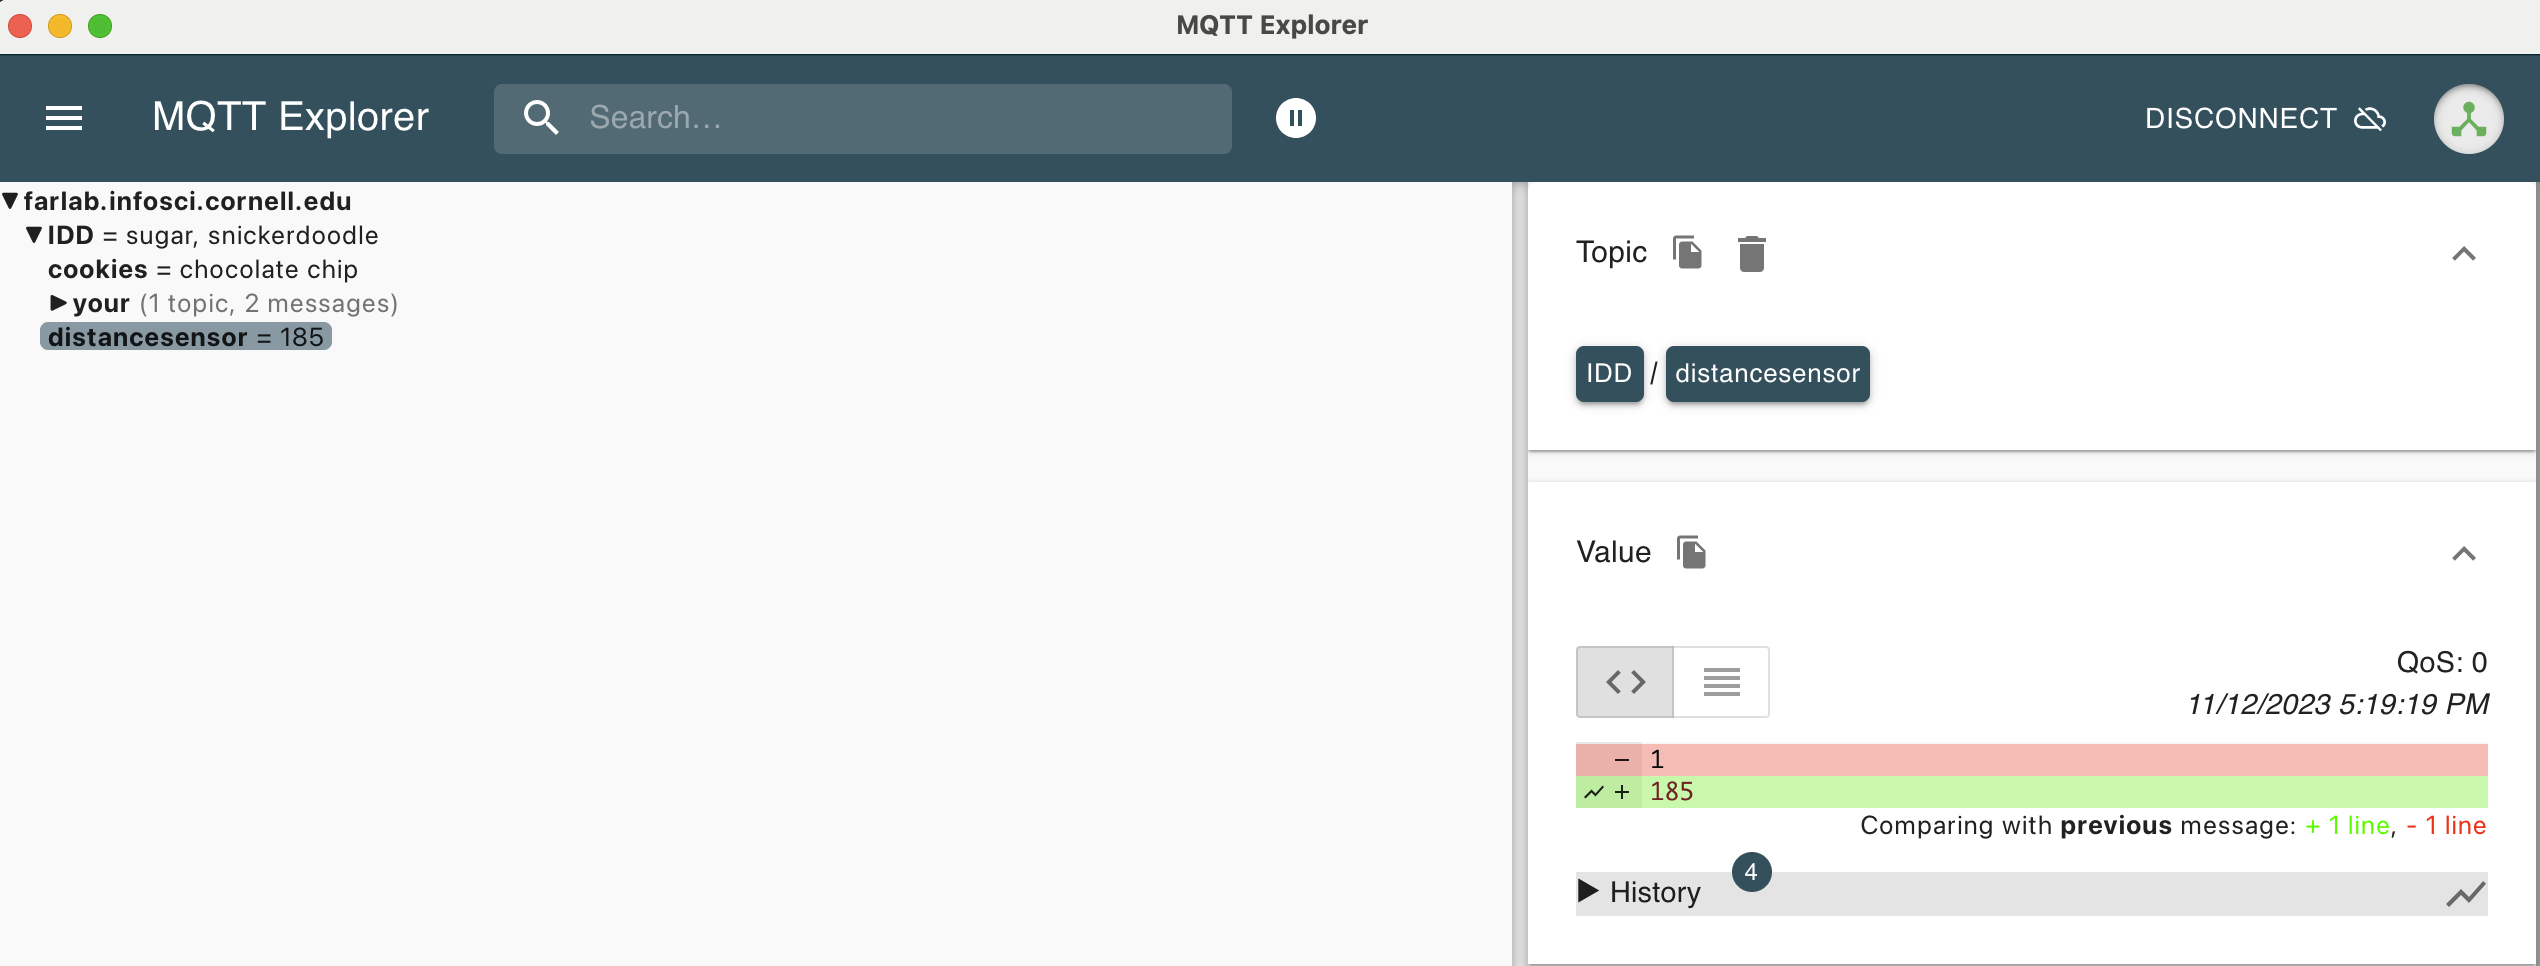 MQTT Explorer
MQTT Explorer
Search...
DISCONNECT
▼ farlab.infosci.cornell.edu
▼ IDD = sugar, snickerdoodle
cookies = chocolate chip
▶ your (1 topic, 2 messages)
distancesensor = 185
Topic
IDD / distancesensor
Value
QoS: 0
11/12/2023 5:19:19 PM
- 1
+ 185
Comparing with previous message: + 1 line, - 1 line
▶ History 4